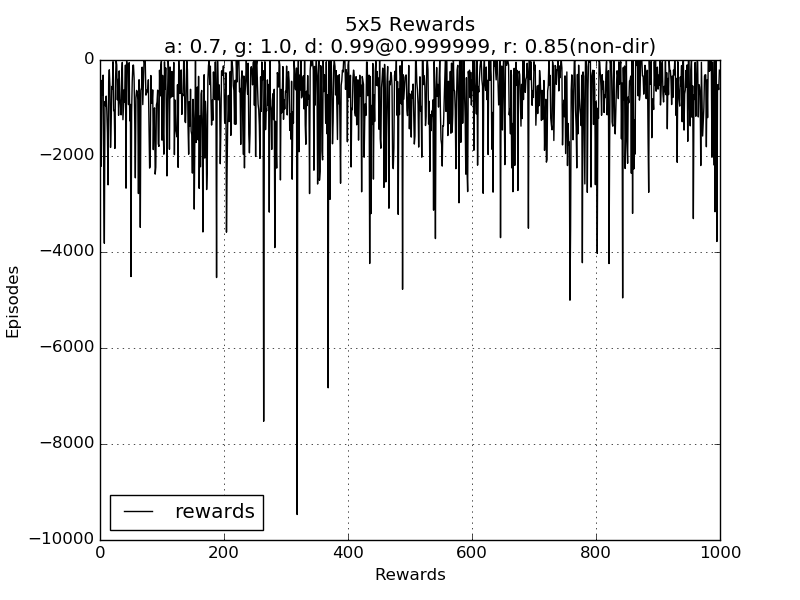 5x5 Rewards
a: 0.7, g: 1.0, d: 0.99@0.999999, r: 0.85(non-dir)
0
−2000
−4000
−6000
−8000
−10000
Episodes
rewards
0 200 400 600 800 1000
Rewards